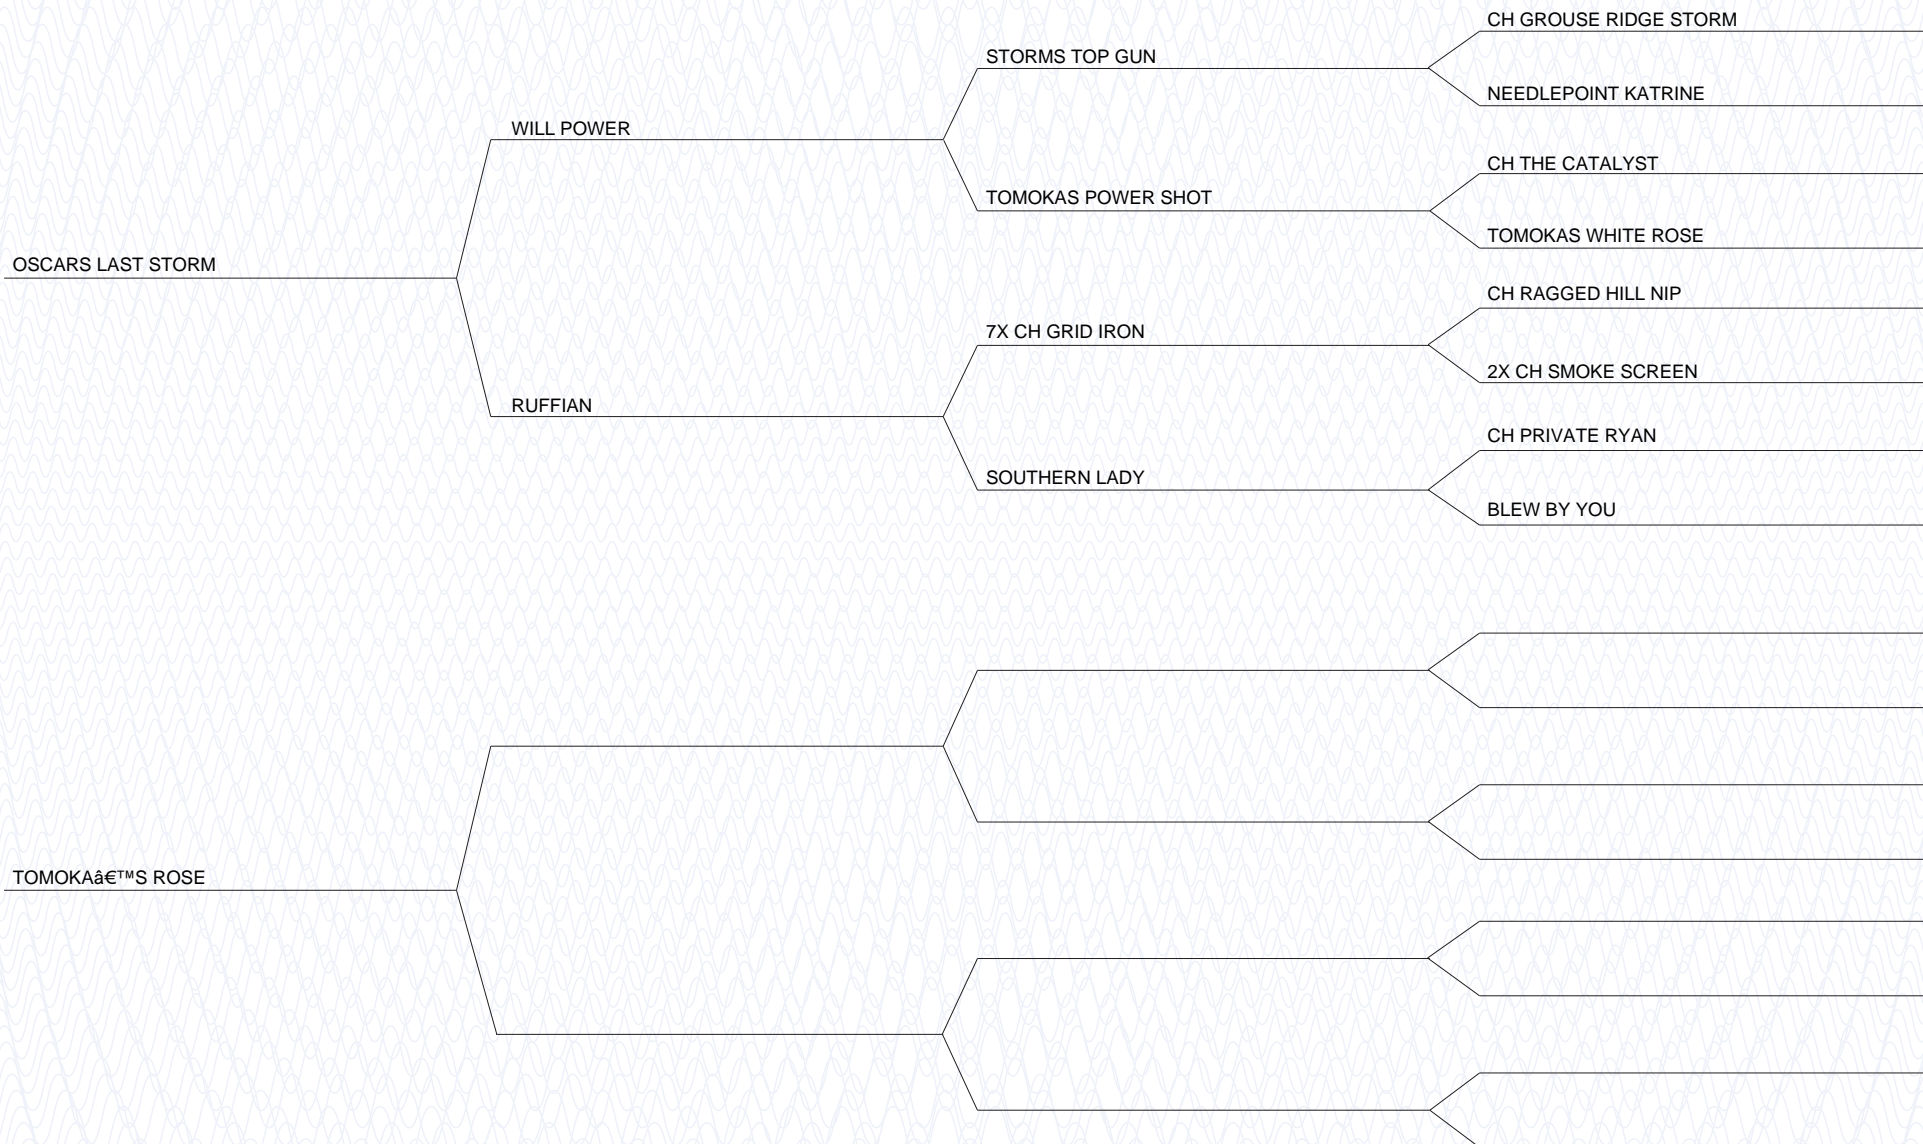 CH GROUSE RIDGE STORM
STORMS TOP GUN
NEEDLEPOINT KATRINE
WILL POWER
CH THE CATALYST
TOMOKAS POWER SHOT
TOMOKAS WHITE ROSE
OSCARS LAST STORM
CH RAGGED HILL NIP
7X CH GRID IRON
2X CH SMOKE SCREEN
RUFFIAN
CH PRIVATE RYAN
SOUTHERN LADY
BLEW BY YOU
TOMOKA’S ROSE